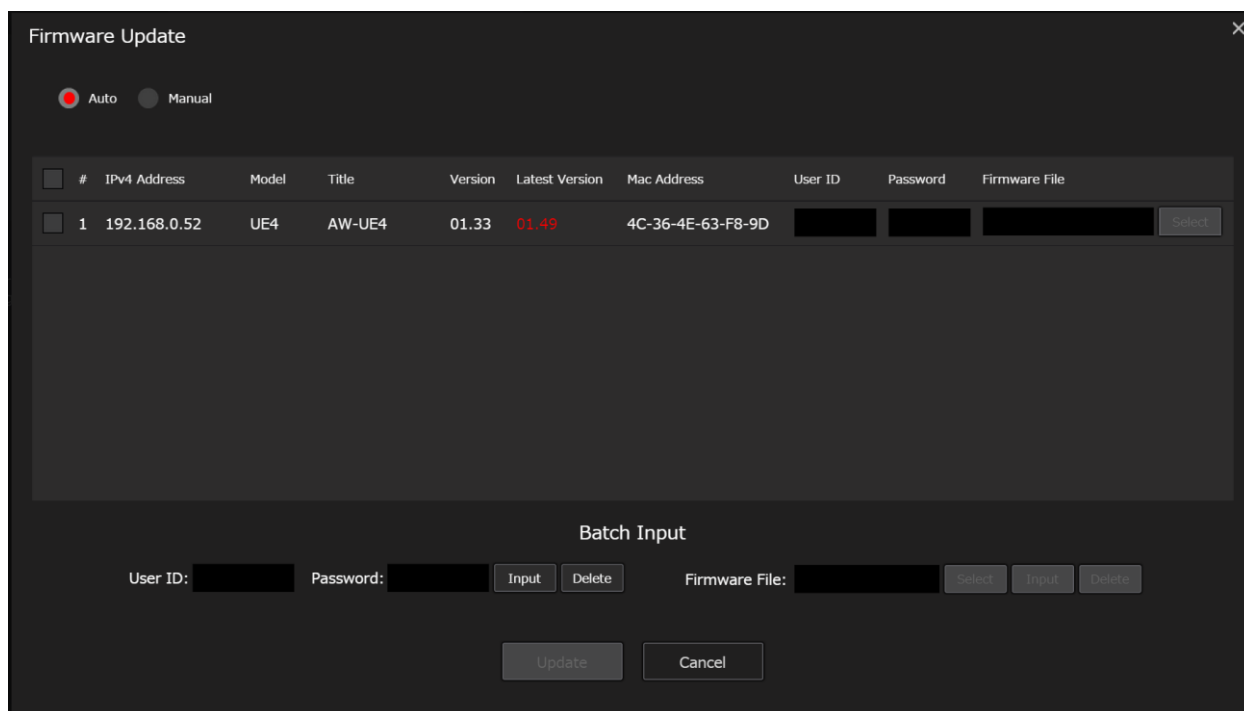 Firmware Update
Auto Manual
# IPv4 Address Model Title Version Latest Version Mac Address User ID Password Firmware File
1 192.168.0.52 UE4 AW-UE4 01.33 01.49 4C-36-4E-63-F8-9D Select
Batch Input
User ID: Password: Input Delete Firmware File: Select Input Delete
Update Cancel